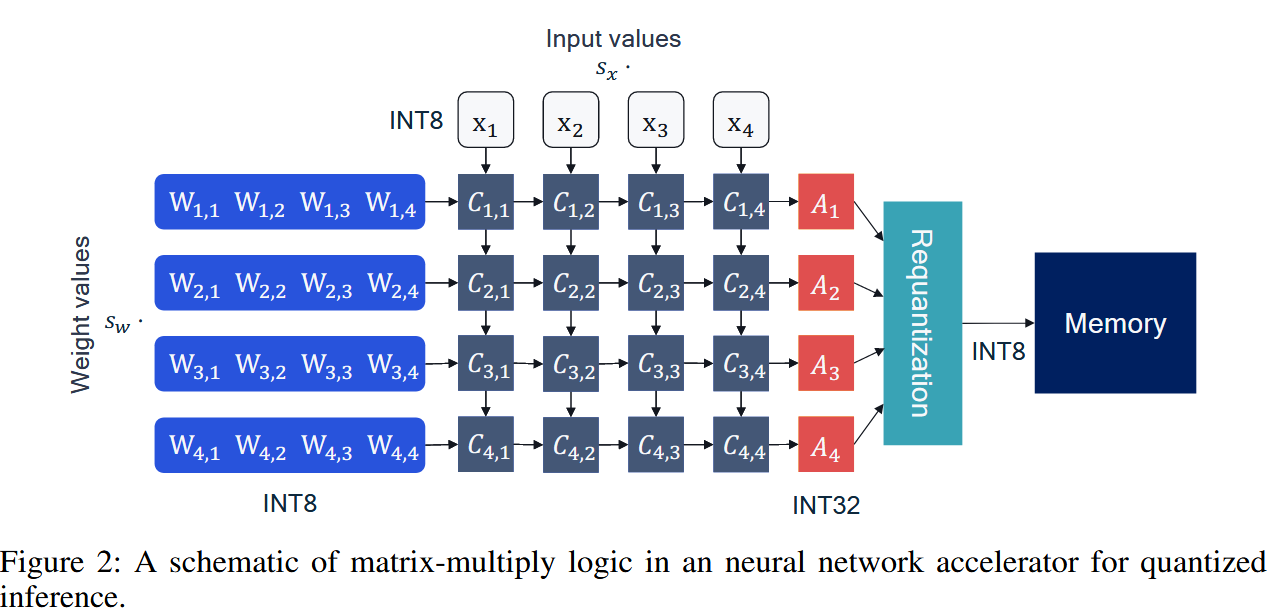 Input values
s_x ·
INT8
x_1 x_2 x_3 x_4
W_{1,1} W_{1,2} W_{1,3} W_{1,4} C_{1,1} C_{1,2} C_{1,3} C_{1,4} A_1
W_{2,1} W_{2,2} W_{2,3} W_{2,4} C_{2,1} C_{2,2} C_{2,3} C_{2,4} A_2
W_{3,1} W_{3,2} W_{3,3} W_{3,4} C_{3,1} C_{3,2} C_{3,3} C_{3,4} A_3
W_{4,1} W_{4,2} W_{4,3} W_{4,4} C_{4,1} C_{4,2} C_{4,3} C_{4,4} A_4
Weight values
s_w ·
INT8
INT32
Requantization
INT8
Memory
Figure 2: A schematic of matrix-multiply logic in an neural network accelerator for quantized
inference.